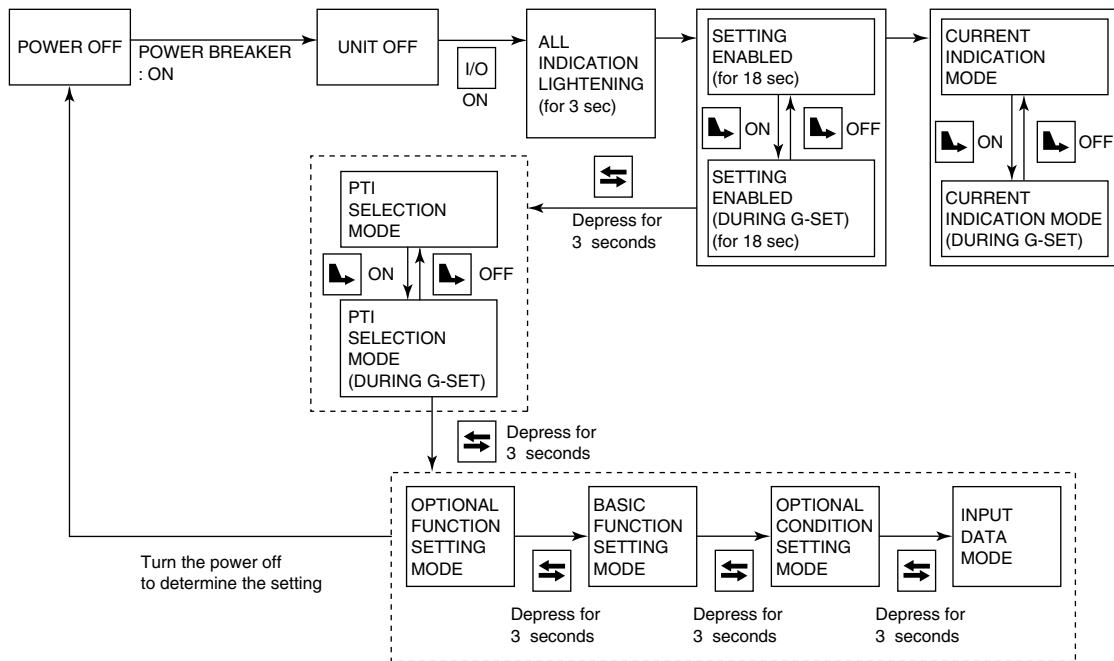 POWER OFF
POWER BREAKER
: ON
UNIT OFF
I/O
ON
ALL
INDICATION
LIGHTENING
(for 3 sec)
SETTING
ENABLED
(for 18 sec)
ON
OFF
SETTING
ENABLED
(DURING G-SET)
(for 18 sec)
CURRENT
INDICATION
MODE
ON
OFF
CURRENT
INDICATION MODE
(DURING G-SET)
Depress for
3 seconds
PTI
SELECTION
MODE
ON
OFF
PTI
SELECTION
MODE
(DURING G-SET)
Depress for
3 seconds
OPTIONAL
FUNCTION
SETTING
MODE
Depress for
3 seconds
BASIC
FUNCTION
SETTING
MODE
Depress for
3 seconds
OPTIONAL
CONDITION
SETTING
MODE
Depress for
3 seconds
INPUT
DATA
MODE
Turn the power off
to determine the setting